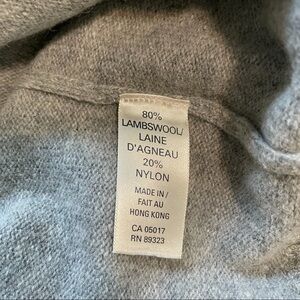 80%
LAMBSWOOL/
LAINE
D'AGNEAU
20%
NYLON
MADE IN /
FAIT AU
HONG KONG
CA 05017
RN 89323